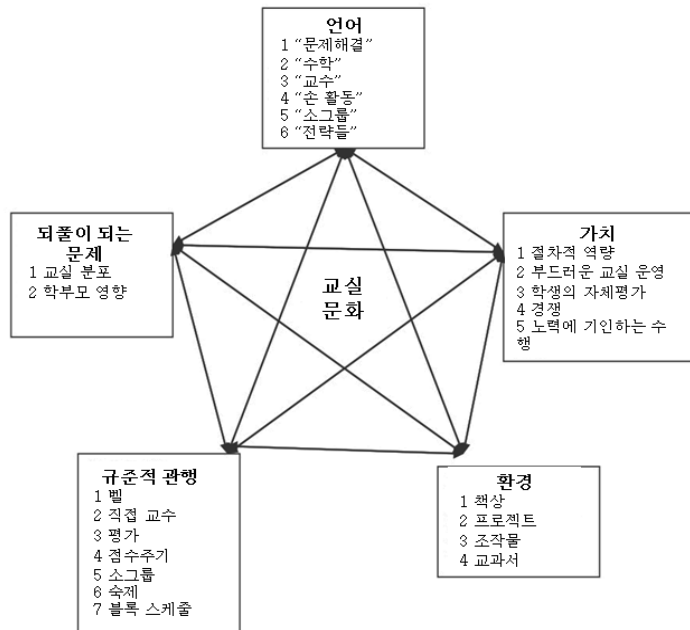 언어
1 “문제해결”
2 “수학”
3 “교수”
4 “손 활동”
5 “소그룹”
6 “전략들”
되풀이 되는
문제
1 교실 분포
2 학부모 영향
가치
1 절차적 역량
2 부드러운 교실 운영
3 학생의 자체평가
4 경쟁
5 노력에 기인하는 수
행
교실
문화
규준적 관행
1 벨
2 직접 교수
3 평가
4 점수주기
5 소그룹
6 숙제
7 블록 스케줄
환경
1 책상
2 프로젝트
3 조작물
4 교과서